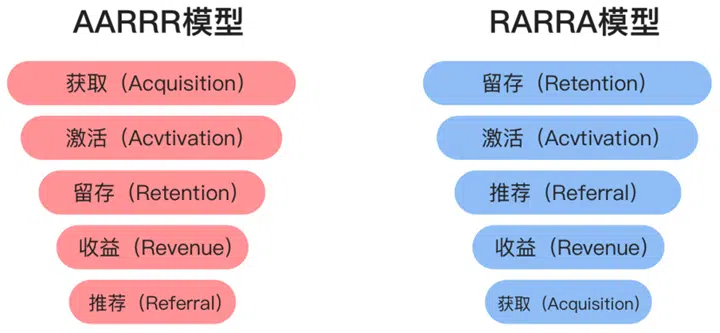 AARRR模型
获取（Acquisition）
激活（Acvtivation）
留存（Retention）
收益（Revenue）
推荐（Referral）
RARRA模型
留存（Retention）
激活（Acvtivation）
推荐（Referral）
收益（Revenue）
获取（Acquisition）